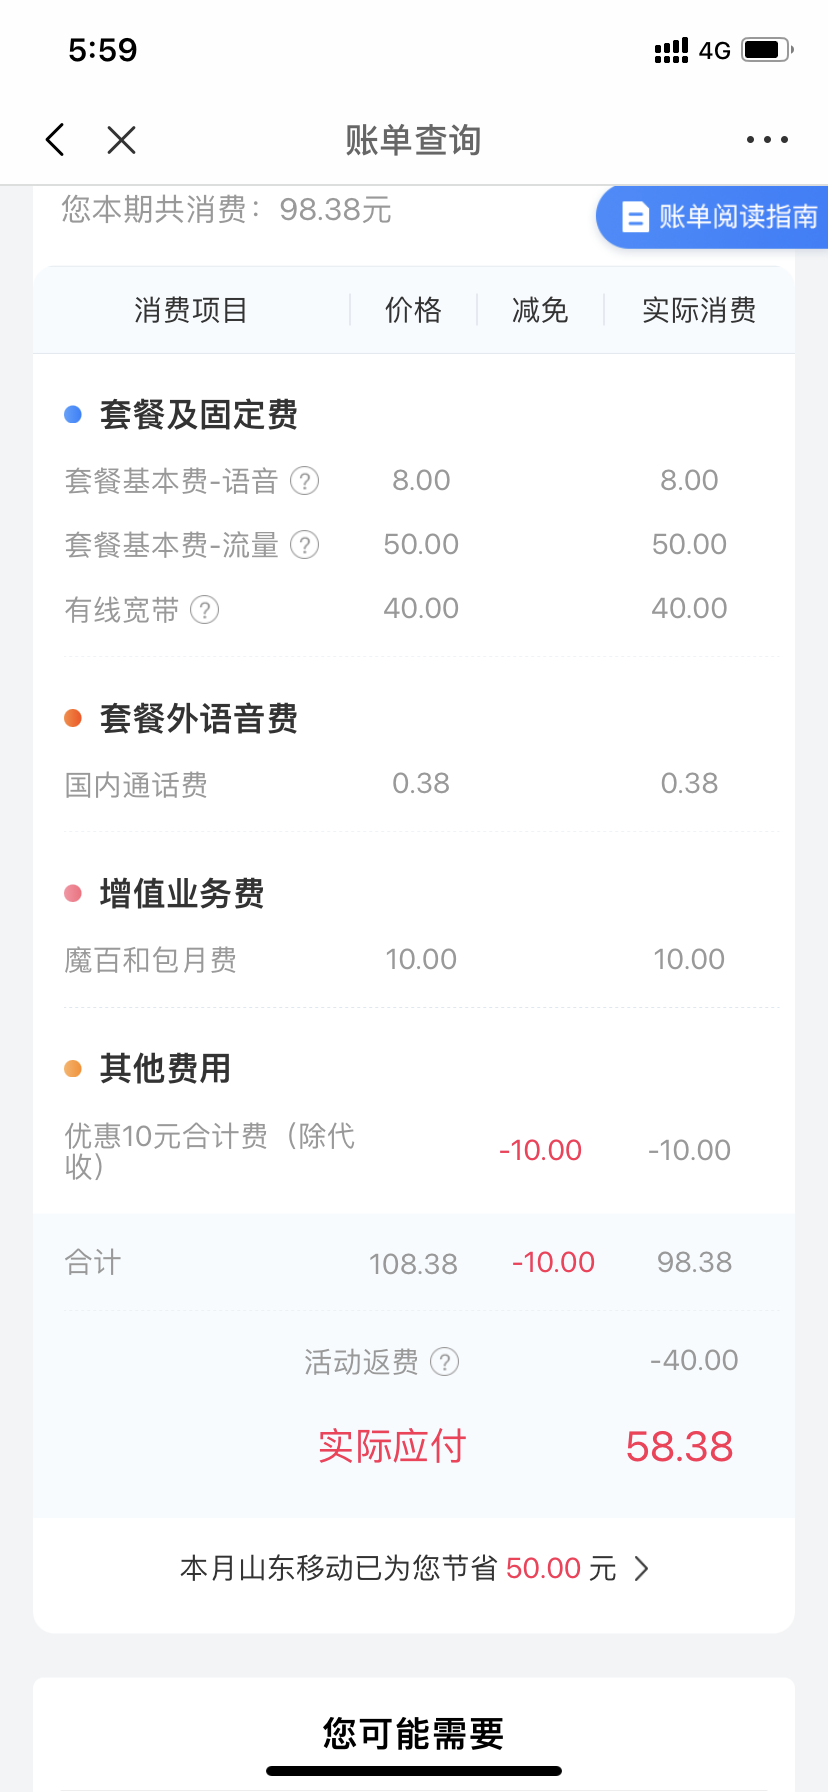 5:59
4G
账单查询
您本期共消费：98.38元
账单阅读指南
消费项目 价格 减免 实际消费
套餐及固定费
套餐基本费-语音 ? 8.00 8.00
套餐基本费-流量 ? 50.00 50.00
有线宽带 ? 40.00 40.00
套餐外语音费
国内通话费 0.38 0.38
增值业务费
魔百和包月费 10.00 10.00
其他费用
优惠10元合计费（除代
收） -10.00 -10.00
合计 108.38 -10.00 98.38
活动返费 ? -40.00
实际应付 58.38
本月山东移动已为您节省 50.00 元
您可能需要